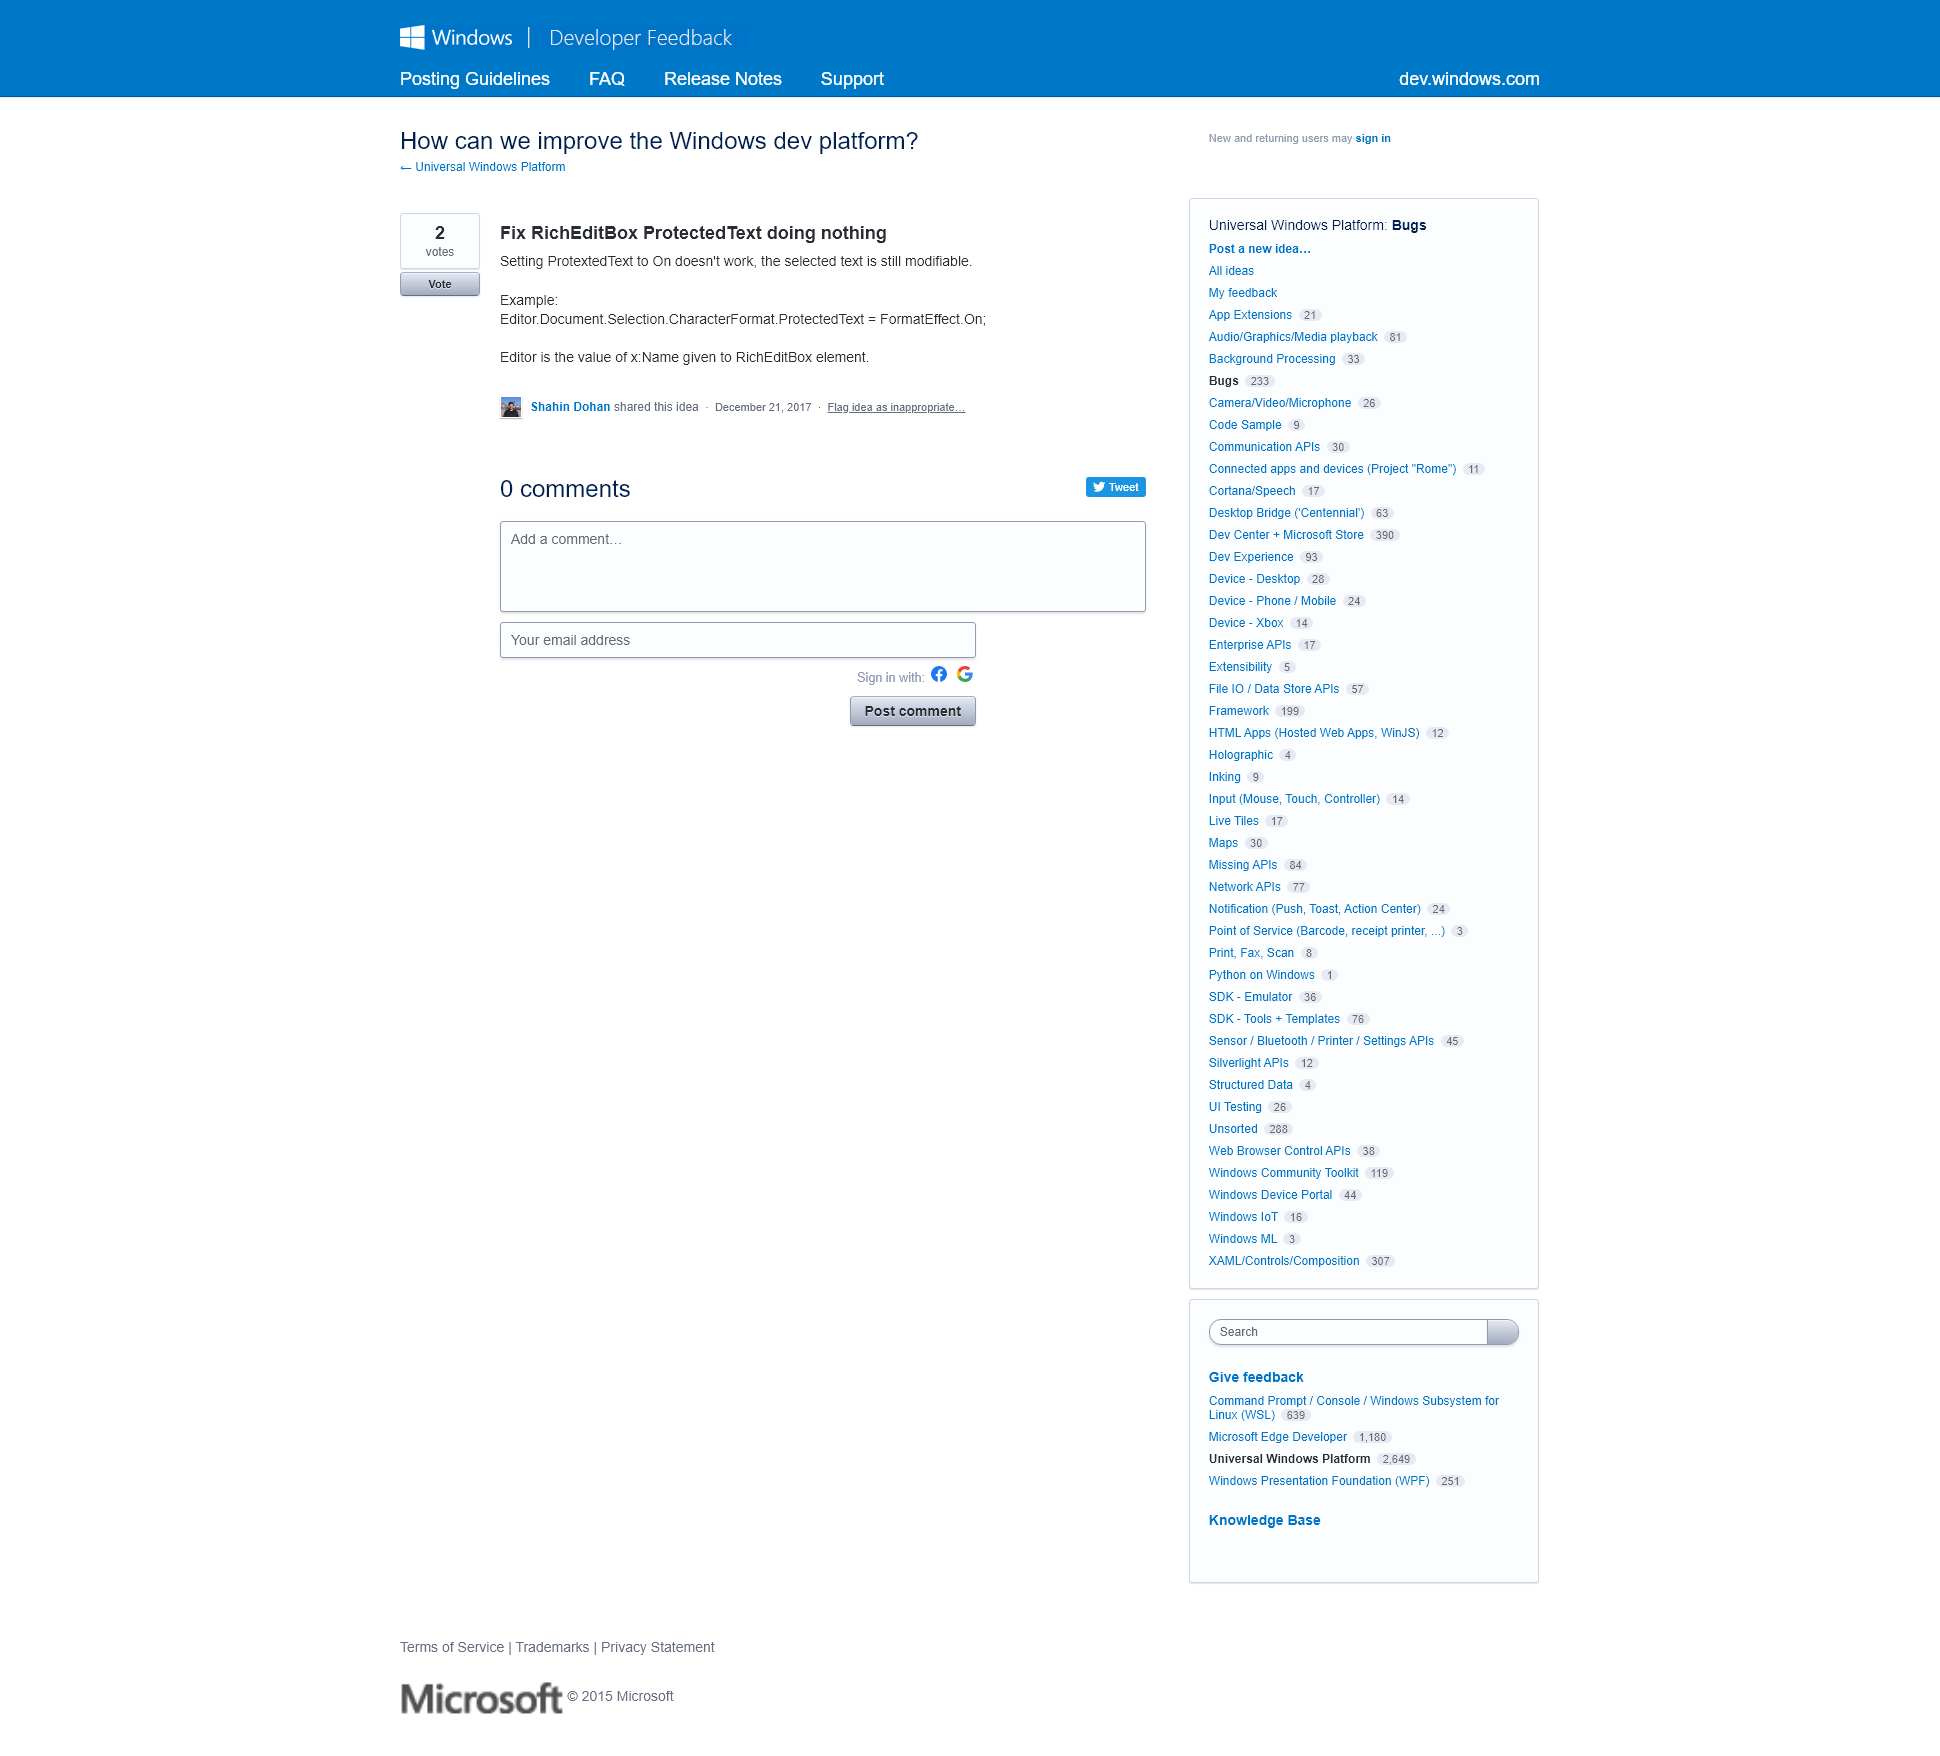 Windows | Developer Feedback
Posting Guidelines FAQ Release Notes Support dev.windows.com
How can we improve the Windows dev platform?
← Universal Windows Platform
New and returning users may sign in
2
votes
Vote
Fix RichEditBox ProtectedText doing nothing
Setting ProtextedText to On doesn't work, the selected text is still modifiable.
Example:
Editor.Document.Selection.CharacterFormat.ProtectedText = FormatEffect.On;
Editor is the value of x:Name given to RichEditBox element.
Shahin Dohan shared this idea · December 21, 2017 · Flag idea as inappropriate…
0 comments
Tweet
Add a comment…
Your email address
Sign in with:
Post comment
Universal Windows Platform: Bugs
Post a new idea…
All ideas
My feedback
App Extensions 21
Audio/Graphics/Media playback 81
Background Processing 33
Bugs 233
Camera/Video/Microphone 26
Code Sample 9
Communication APIs 30
Connected apps and devices (Project "Rome") 11
Cortana/Speech 17
Desktop Bridge ('Centennial') 63
Dev Center + Microsoft Store 390
Dev Experience 93
Device - Desktop 28
Device - Phone / Mobile 24
Device - Xbox 14
Enterprise APIs 17
Extensibility 5
File IO / Data Store APIs 57
Framework 199
HTML Apps (Hosted Web Apps, WinJS) 12
Holographic 4
Inking 9
Input (Mouse, Touch, Controller) 14
Live Tiles 17
Maps 30
Missing APIs 84
Network APIs 77
Notification (Push, Toast, Action Center) 24
Point of Service (Barcode, receipt printer, ...) 3
Print, Fax, Scan 8
Python on Windows 1
SDK - Emulator 36
SDK - Tools + Templates 76
Sensor / Bluetooth / Printer / Settings APIs 45
Silverlight APIs 12
Structured Data 4
UI Testing 26
Unsorted 288
Web Browser Control APIs 38
Windows Community Toolkit 119
Windows Device Portal 44
Windows IoT 16
Windows ML 3
XAML/Controls/Composition 307
Search
Give feedback
Command Prompt / Console / Windows Subsystem for
Linux (WSL) 639
Microsoft Edge Developer 1,180
Universal Windows Platform 2,649
Windows Presentation Foundation (WPF) 251
Knowledge Base
Terms of Service | Trademarks | Privacy Statement
Microsoft © 2015 Microsoft